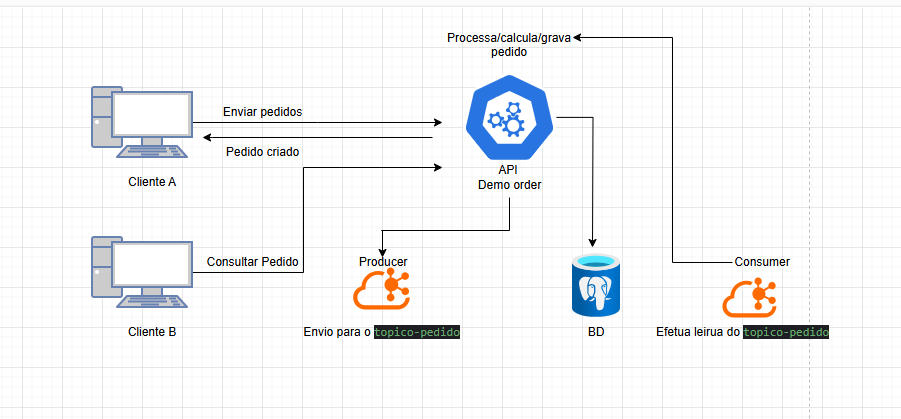 Processa/calcula/grava
pedido
Enviar pedidos
Pedido criado
Cliente A
API
Demo order
Consultar Pedido
Cliente B
Producer
Envio para o topico-pedido
BD
Consumer
Efetua leirua do topico-pedido